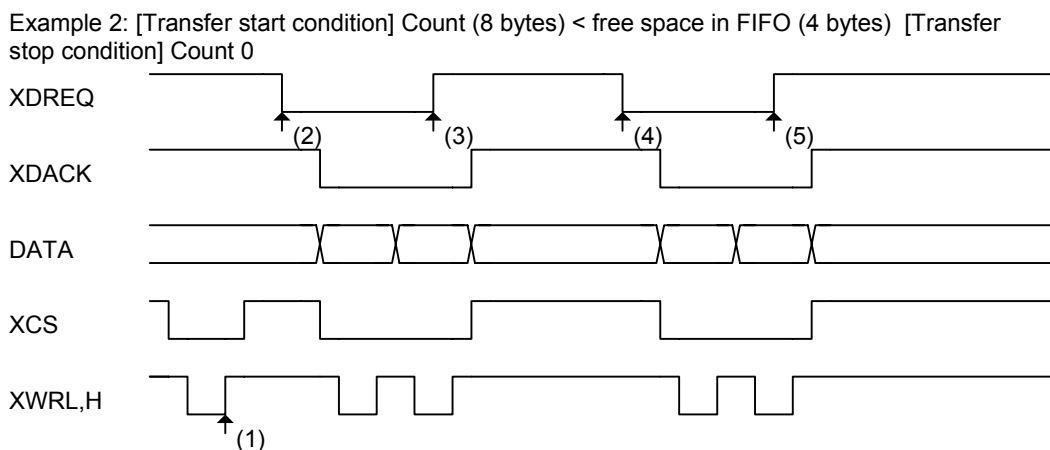 Example 2: [Transfer start condition] Count (8 bytes) < free space in FIFO (4 bytes) [Transfer
stop condition] Count 0
XDREQ
(2)
(3)
(4)
(5)
XDACK
DATA
XCS
XWRL,H
(1)